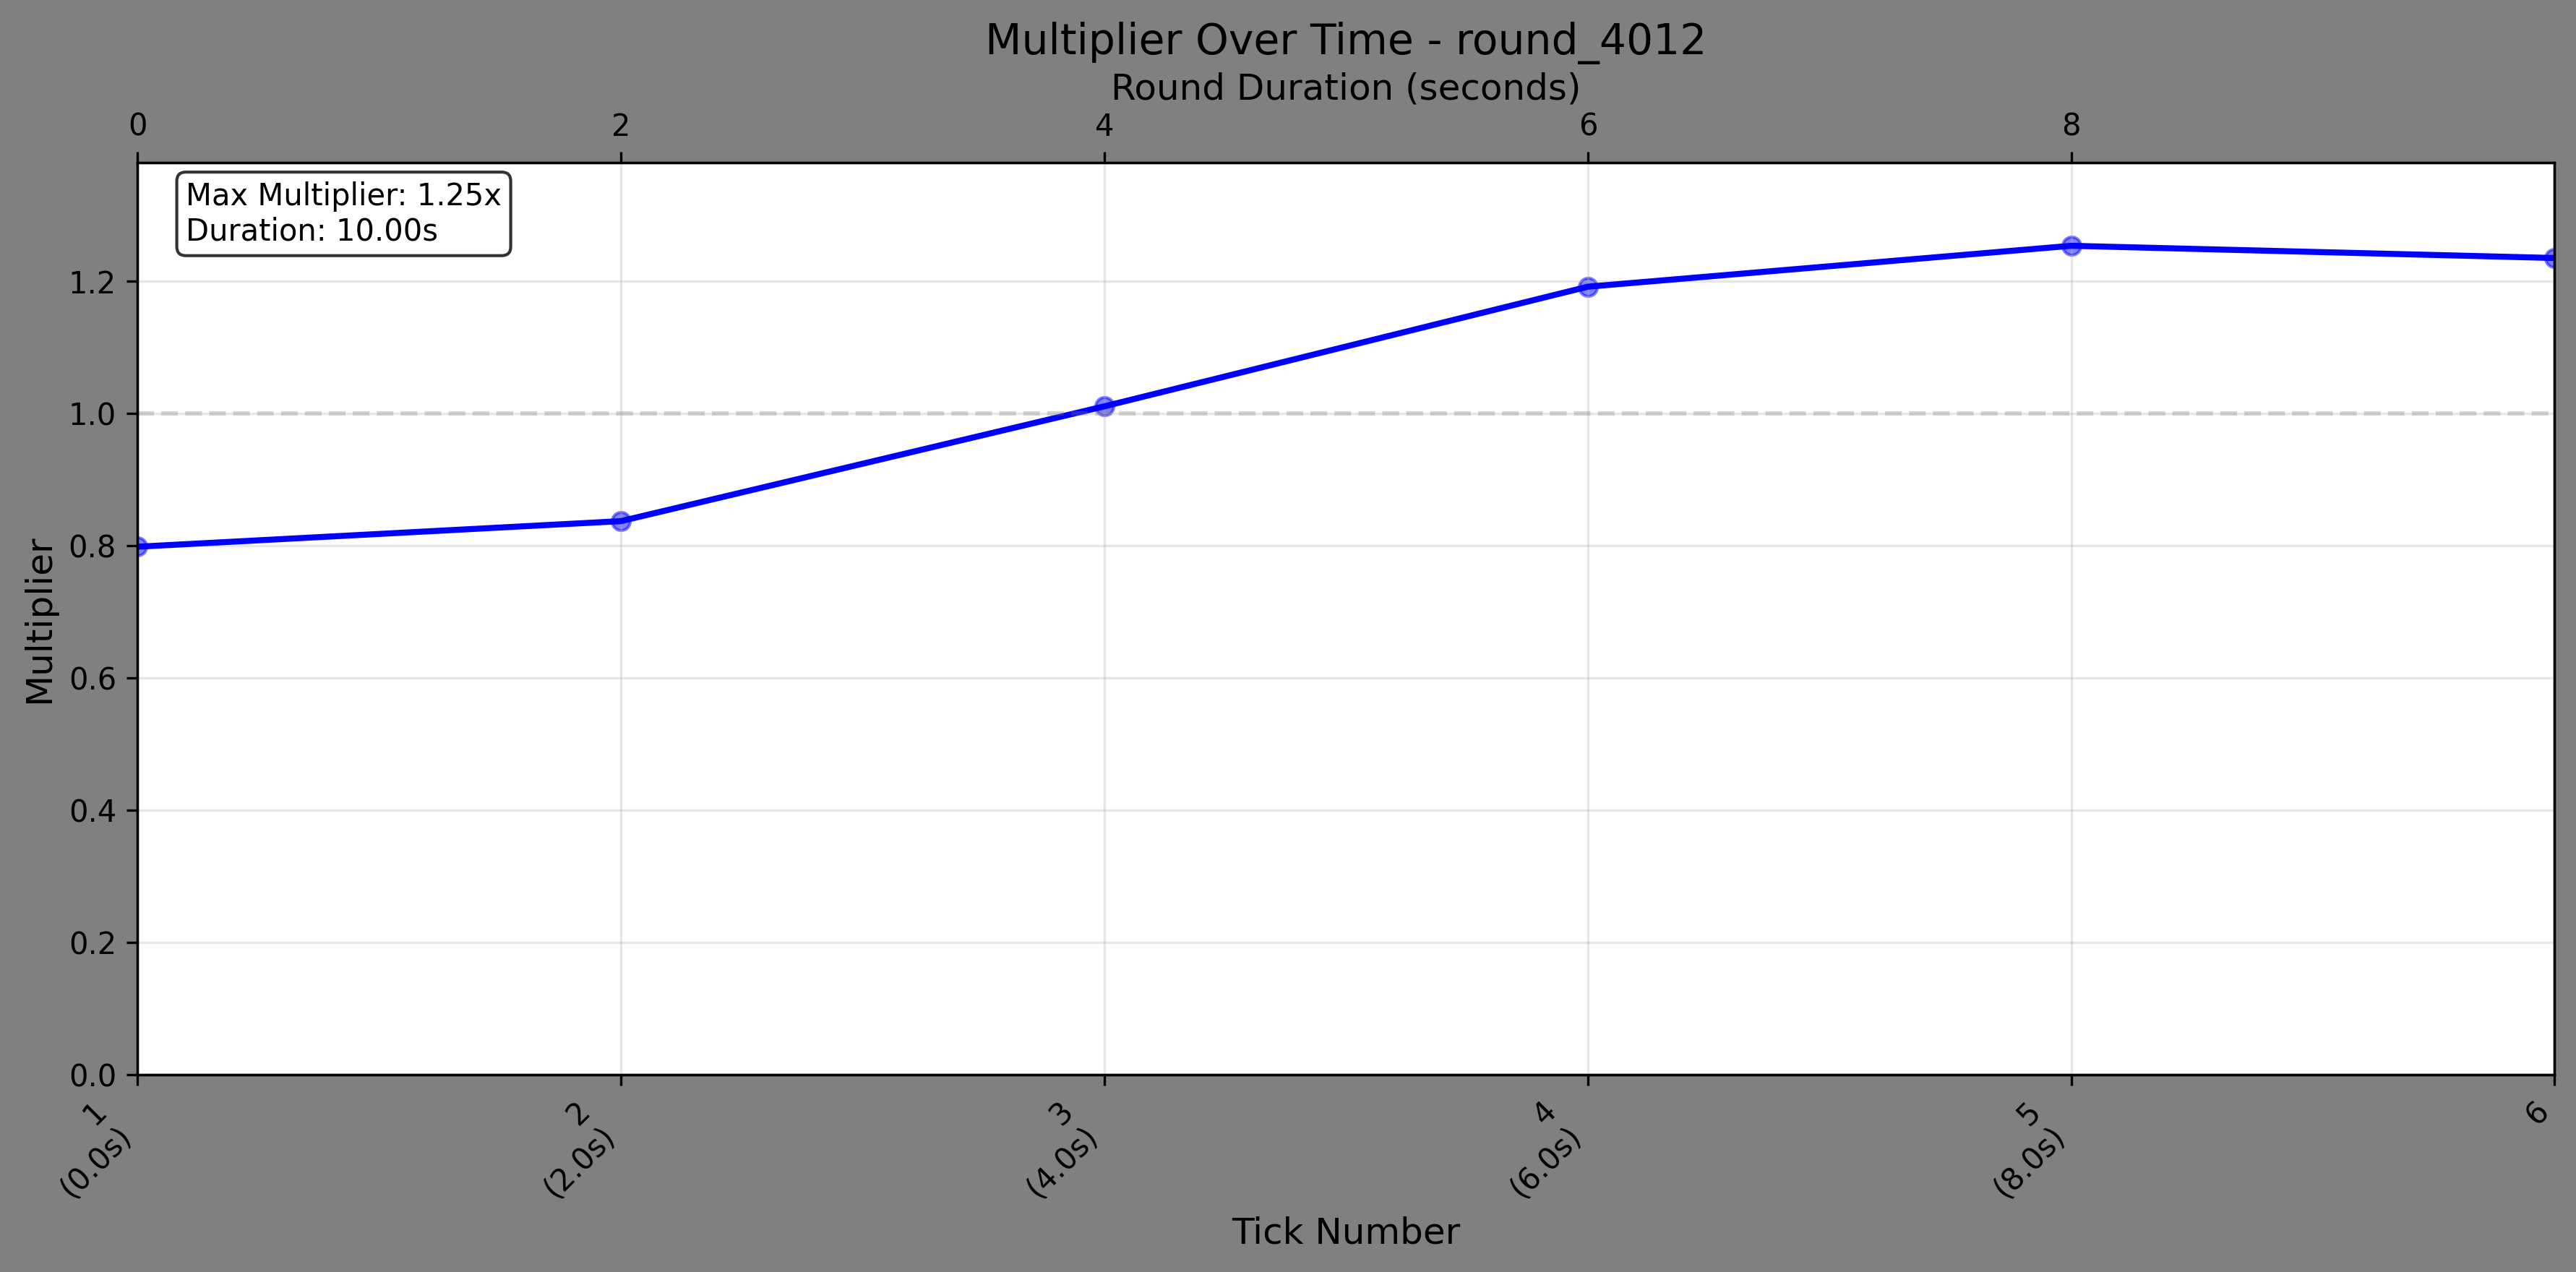 Multiplier Over Time - round_4012
Round Duration (seconds)
0 2 4 6 8
Max Multiplier: 1.25x
Duration: 10.00s
Multiplier
1.2
1.0
0.8
0.6
0.4
0.2
0.0
1 2 3 4 5 6
(0.0s) (2.0s) (4.0s) (6.0s) (8.0s)
Tick Number